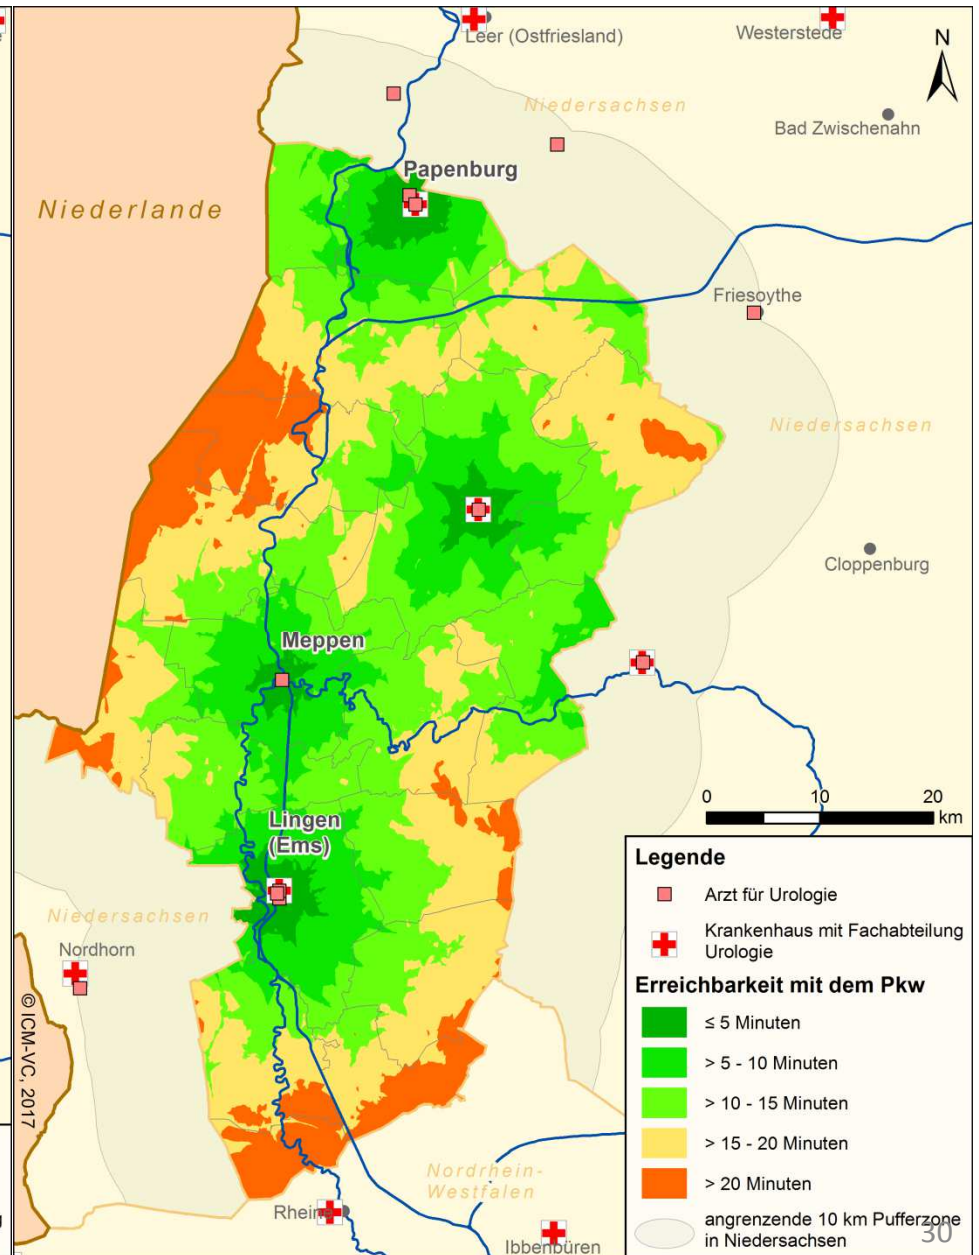 Leer (Ostfriesland)
Westerstede
N
Niedersachsen
Bad Zwischenahn
Papenburg
Niederlande
Friesoythe
Niedersachsen
Cloppenburg
Meppen
0 10 20
km
Lingen
(Ems)
Legende
Arzt für Urologie
Krankenhaus mit Fachabteilung
Urologie
Niedersachsen
Nordhorn
Erreichbarkeit mit dem Pkw
≤ 5 Minuten
> 5 - 10 Minuten
> 10 - 15 Minuten
> 15 - 20 Minuten
> 20 Minuten
angrenzende 10 km Pufferzone
in Niedersachsen
30
© ICM-VC, 2017
Nordrhein-
Westfalen
Rheine
Ibbenbüren